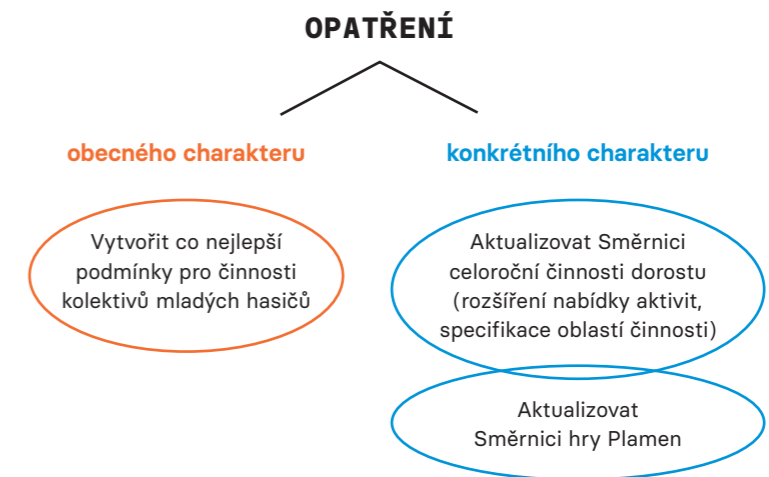 OPATŘENÍ
obecného charakteru
konkrétního charakteru
Vytvořit co nejlepší
podmínky pro činnosti
kolektivů mladých hasičů
Aktualizovat Směrnici
celoroční činnosti dorostu
(rozšíření nabídky aktivit,
specifikace oblastí činnosti)
Aktualizovat
Směrnici hry Plamen